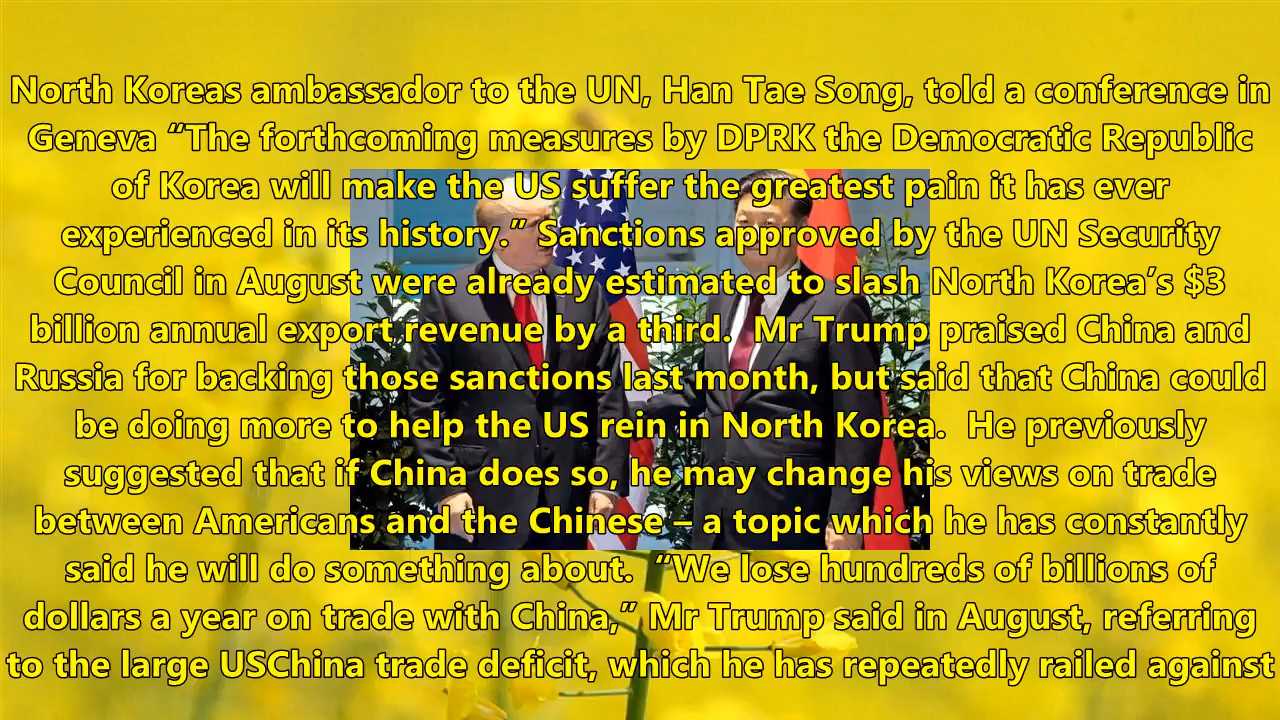 North Koreas ambassador to the UN, Han Tae Song, told a conference in
Geneva “The forthcoming measures by DPRK the Democratic Republic
of Korea will make the US suffer the greatest pain it has ever
experienced in its history.” Sanctions approved by the UN Security
Council in August were already estimated to slash North Korea’s $3
billion annual export revenue by a third. Mr Trump praised China and
Russia for backing those sanctions last month, but said that China could
be doing more to help the US rein in North Korea. He previously
suggested that if China does so, he may change his views on trade
between Americans and the Chinese – a topic which he has constantly
said he will do something about. “We lose hundreds of billions of
dollars a year on trade with China,” Mr Trump said in August, referring
to the large USChina trade deficit, which he has repeatedly railed against